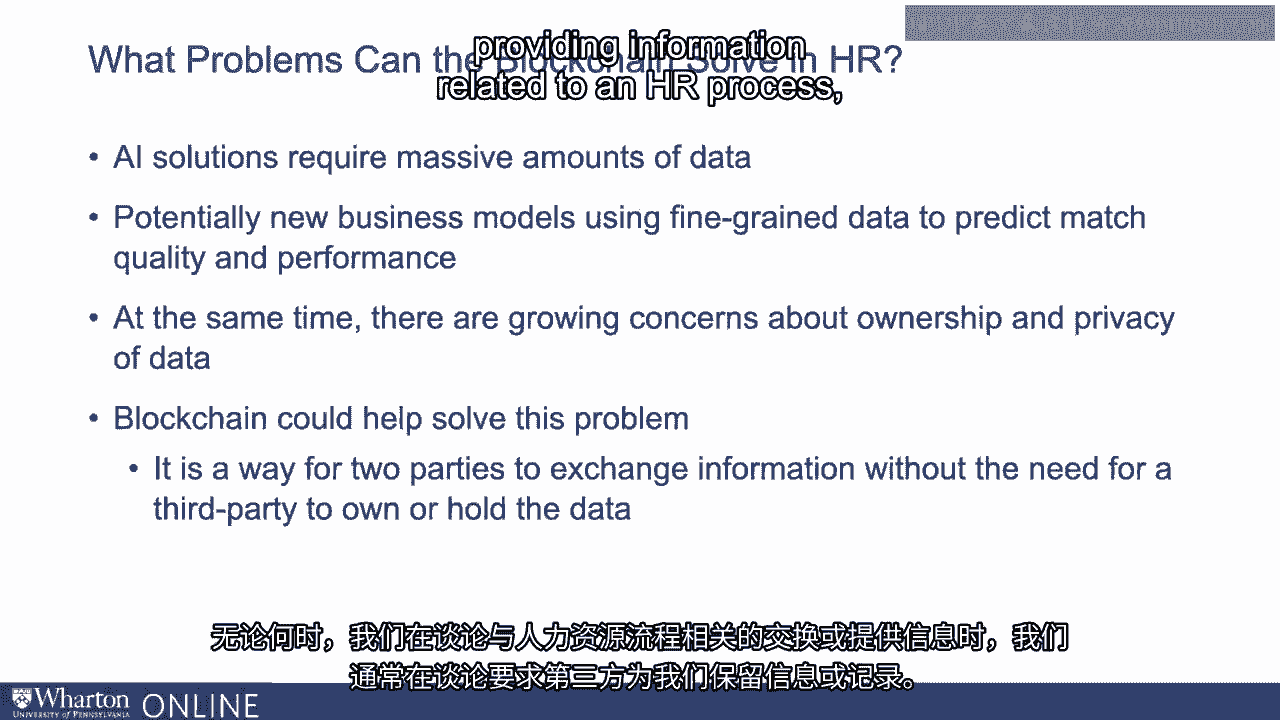 What Problems Can the Blockchain Solve in HR?
providing information
related to an HR process,
• AI solutions require massive amounts of data
• Potentially new business models using fine-grained data to predict match
quality and performance
• At the same time, there are growing concerns about ownership and privacy
of data
• Blockchain could help solve this problem
• It is a way for two parties to exchange information without the need for a
third-party to own or hold the data
无论何时，我们在谈论与人力资源流程相关的交换或提供信息时，我们
通常在谈论要求第三方为我们保留信息或记录。
Wharton ONLINE
UNIVERSITY of PENNSYLVANIA